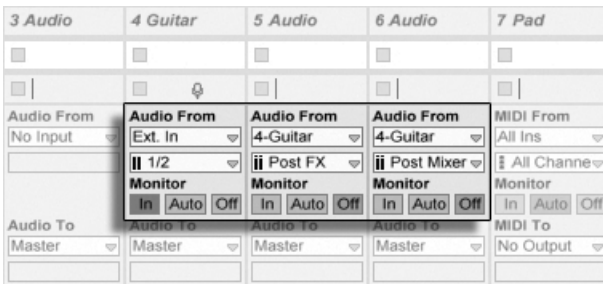 3 Audio 4 Guitar 5 Audio 6 Audio 7 Pad
Audio From Audio From Audio From Audio From MIDI From
No Input Ext. In 4-Guitar 4-Guitar All Ins
1/2 Post FX Post Mixer All Channe
Monitor Monitor Monitor Monitor
In Auto Off In Auto Off In Auto Off In Auto Off
Audio To Audio To Audio To Audio To MIDI To
Master Master Master Master No Output